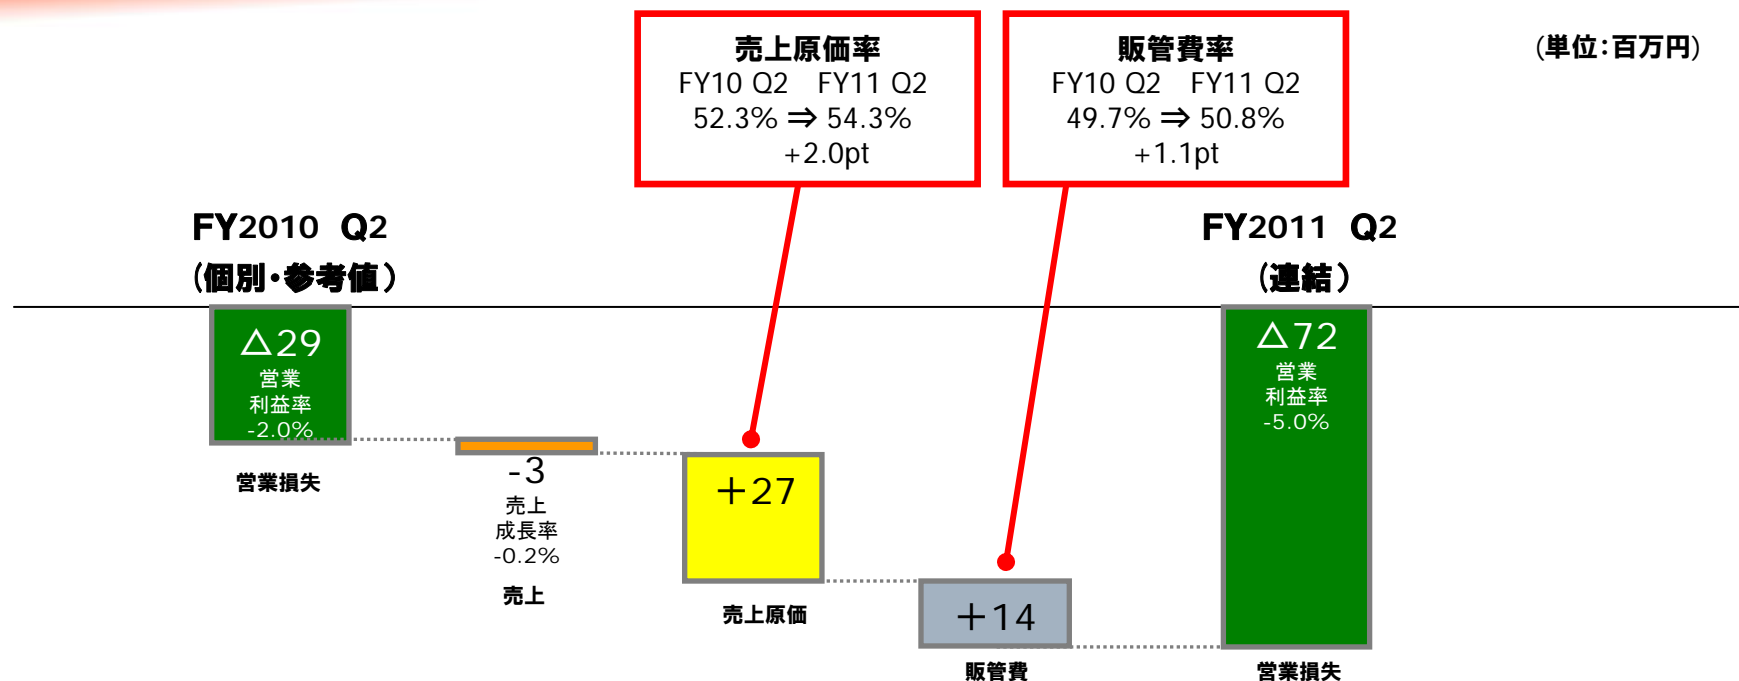 (単位：百万円)
売上原価率
FY10 Q2 FY11 Q2
52.3% ⇒ 54.3%
+2.0pt
販管費率
FY10 Q2 FY11 Q2
49.7% ⇒ 50.8%
+1.1pt
FY2010 Q2
（個別・参考値）
FY2011 Q2
（連結）
△29
営業
利益率
-2.0%
営業損失
-3
売上
成長率
-0.2%
売上
＋27
売上原価
＋14
販管費
△72
営業
利益率
-5.0%
営業損失